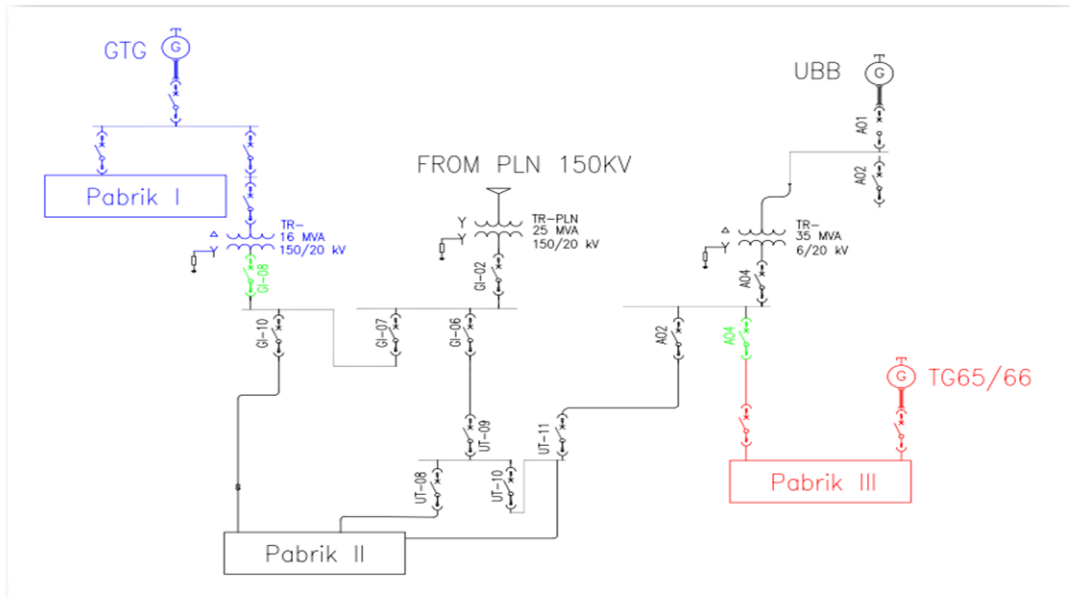 GTG
G
Pabrik I
TR-
16 MVA
150/20 kV
GI-08
GI-10
FROM PLN 150KV
TR-PLN
25 MVA
150/20 kV
GI-02
GI-07
GI-06
UT-09
UT-11
UT-08
UT-10
Pabrik II
UBB
G
A01
A02
TR-
35 MVA
6/20 kV
A04
A02
A04
G
TG65/66
Pabrik III